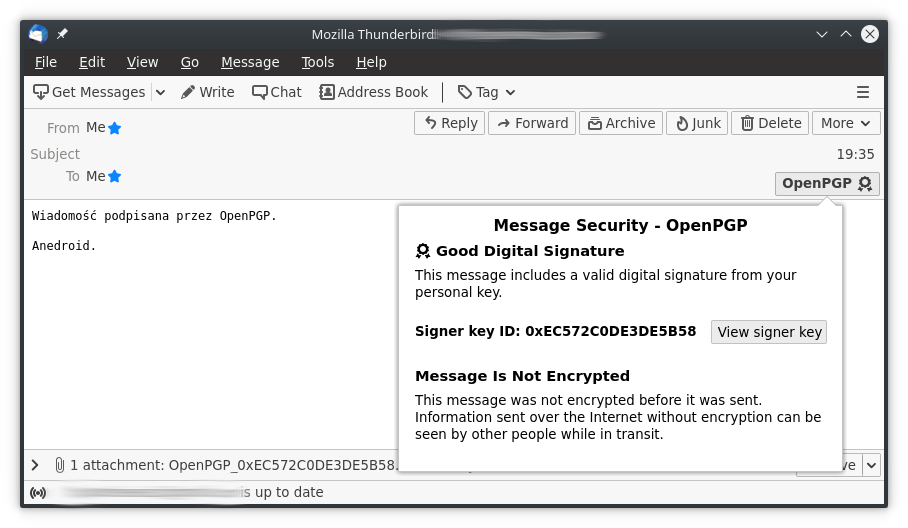 Mozilla Thunderbird
File Edit View Go Message Tools Help
Get Messages Write Chat Address Book Tag
From Me Reply Forward Archive Junk Delete More
Subject 19:35
To Me OpenPGP
Wiadomość podpisana przez OpenPGP.
Anedroid.
Message Security - OpenPGP
Good Digital Signature
This message includes a valid digital signature from your
personal key.
Signer key ID: 0xEC572C0DE3DE5B58 View signer key
Message Is Not Encrypted
This message was not encrypted before it was sent.
Information sent over the Internet without encryption can be
seen by other people while in transit.
1 attachment: OpenPGP_0xEC572C0DE3DE5B58.
is up to date